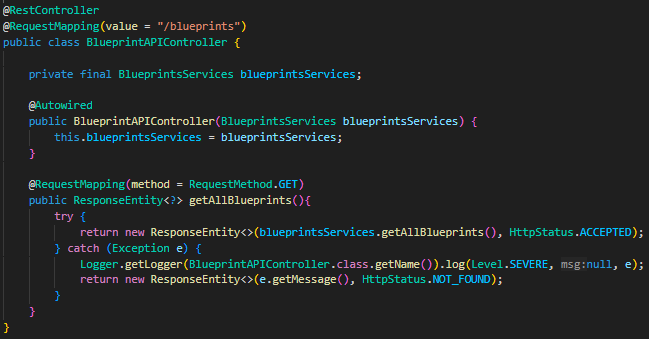 @RestController
@RequestMapping(value = "/blueprints")
public class BlueprintAPIController {
private final BlueprintsServices blueprintsServices;
@Autowired
public BlueprintAPIController(BlueprintsServices blueprintsServices) {
this.blueprintsServices = blueprintsServices;
}
@RequestMapping(method = RequestMethod.GET)
public ResponseEntity<?> getAllBlueprints(){
try {
return new ResponseEntity<>(blueprintsServices.getAllBlueprints(), HttpStatus.ACCEPTED);
} catch (Exception e) {
Logger.getLogger(BlueprintAPIController.class.getName()).log(Level.SEVERE, msg:null, e);
return new ResponseEntity<>(e.getMessage(), HttpStatus.NOT_FOUND);
}
}
}